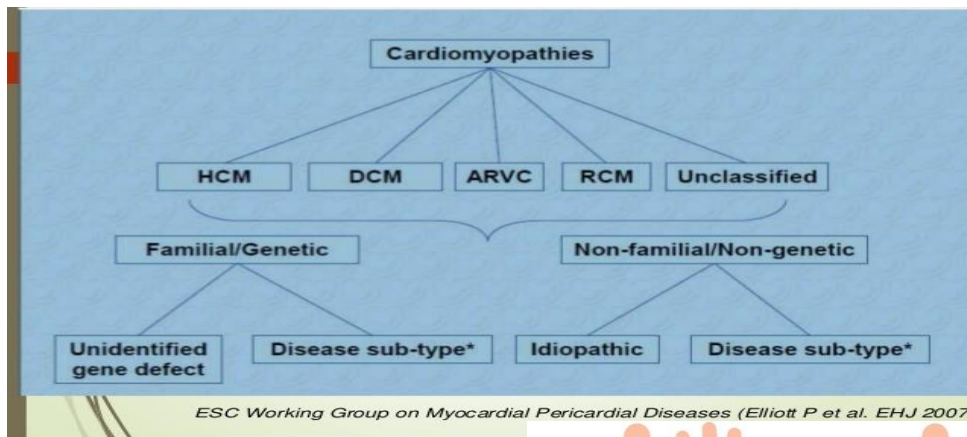 Cardiomyopathies
HCM DCM ARVC RCM Unclassified
Familial/Genetic Non-familial/Non-genetic
Unidentified Disease sub-type* Idiopathic Disease sub-type*
gene defect
ESC Working Group on Myocardial Pericardial Diseases (Elliott P et al. EHJ 2007